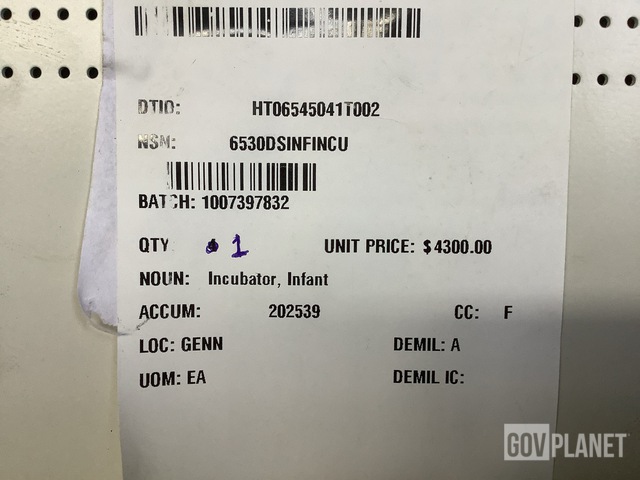 DTID: HT06545041T002
NSN: 6530DSINFINCU
BATCH: 1007397832
QTY 1 UNIT PRICE: $4300.00
NOUN: Incubator, Infant
ACCUM: 202539 CC: F
LOC: GENN DEMIL: A
UOM: EA DEMIL IC:
GOVPLANET